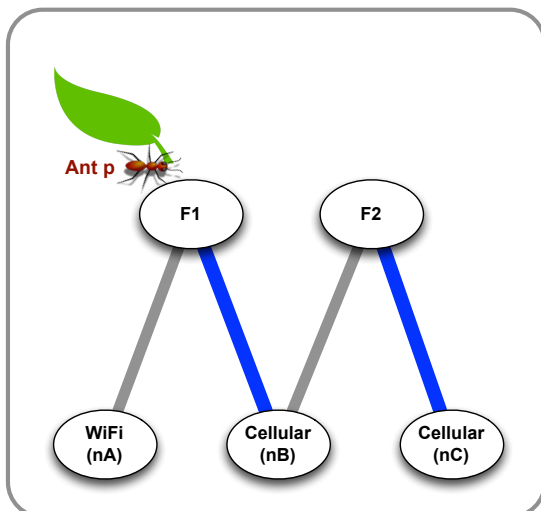 Ant p
F1
F2
WiFi
(nA)
Cellular
(nB)
Cellular
(nC)